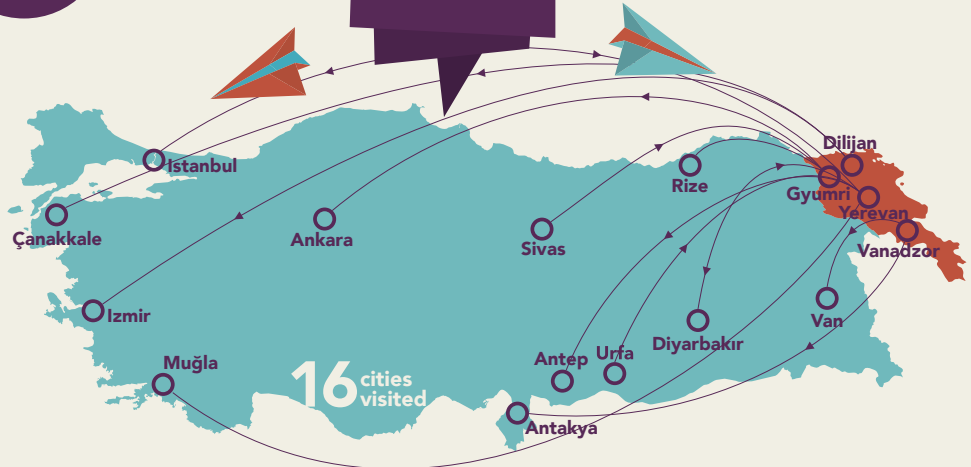 Dilijan
Istanbul
Rize
Gyumri
Yerevan
Çanakkale
Ankara
Sivas
Vanadzor
Izmir
Van
Diyarbakır
Muğla
Antep
Urfa
16 cities
visited
Antakya